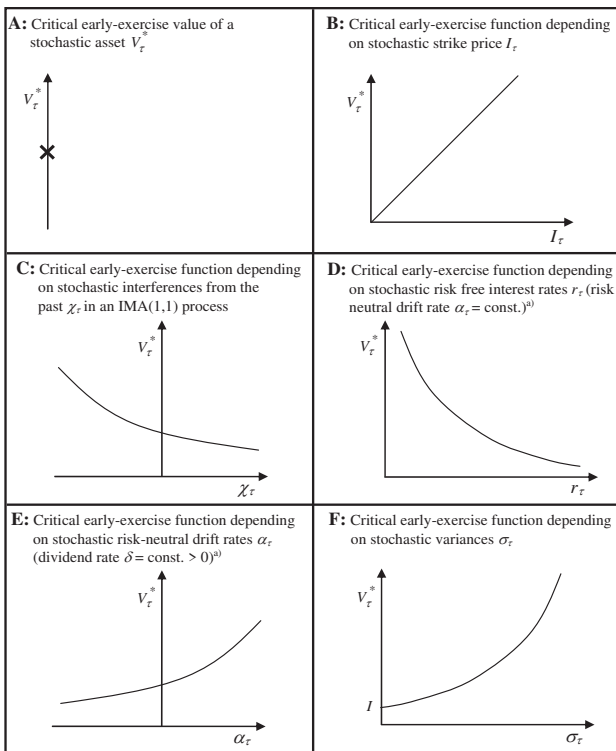 A: Critical early-exercise value of a
stochastic asset V*τ
V*τ
B: Critical early-exercise function depending
on stochastic strike price Iτ
V*τ
Iτ
C: Critical early-exercise function depending
on stochastic interferences from the
past χτ in an IMA(1,1) process
V*τ
χτ
D: Critical early-exercise function depending
on stochastic risk free interest rates rτ (risk
neutral drift rate ατ = const.)a)
V*τ
rτ
E: Critical early-exercise function depending
on stochastic risk-neutral drift rates ατ
(dividend rate δ = const. > 0)a)
V*τ
ατ
F: Critical early-exercise function depending
on stochastic variances στ
V*τ
I
στ